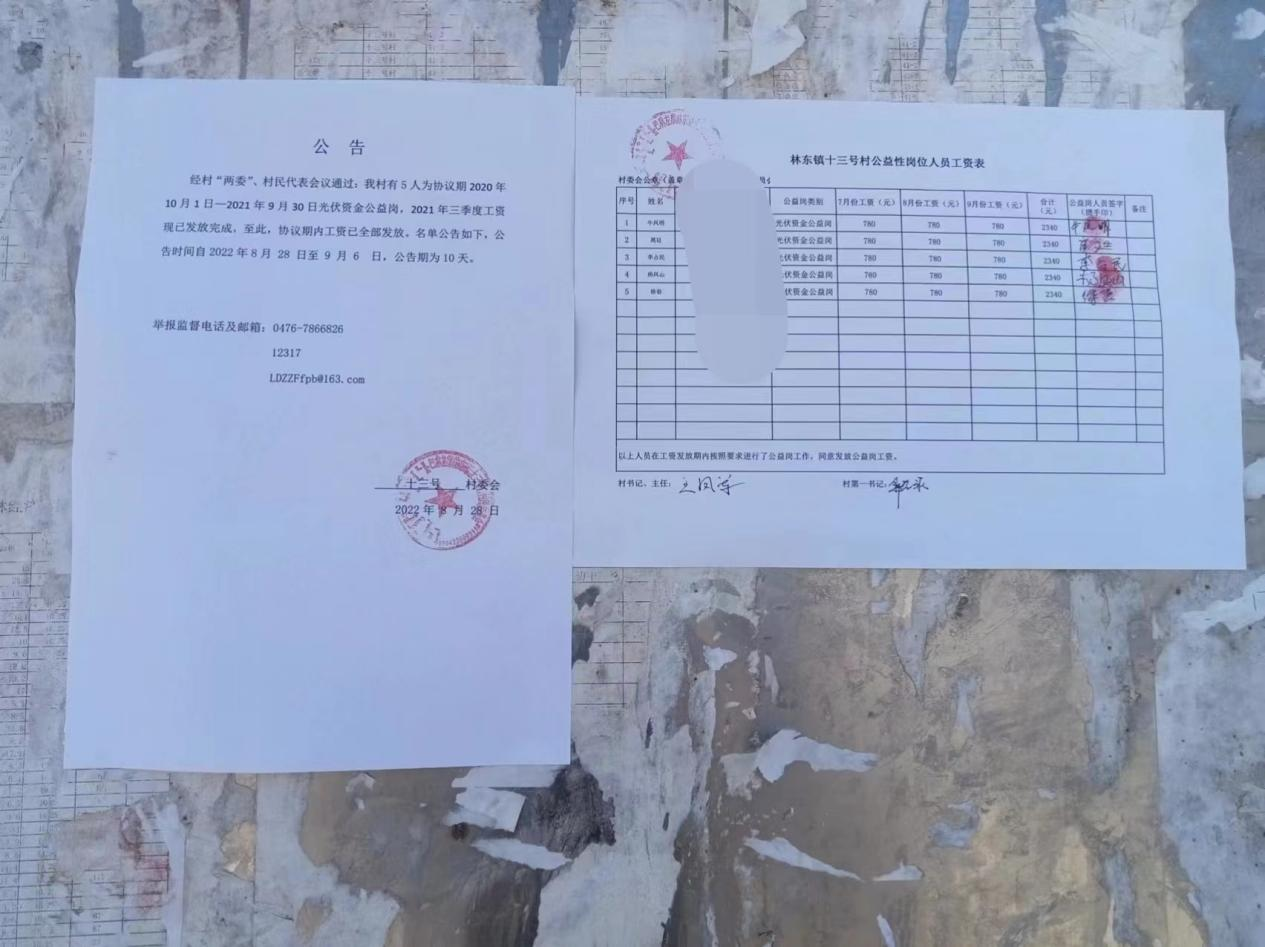 公 告
经村“两委”、村民代表会议通过：我村有5人为协议期2020年
10月1日—2021年9月30日光伏资金公益岗，2021年三季度工资
现已发放完成，至此，协议期内工资已全部发放。名单公告如下，公
告时间自2022年8月28日至 9月6 日，公告期为10天。
举报监督电话及邮箱：0476-7866826
12317
LDZZFfpb@163.com
十三号 村委会
2022年8月28日
林东镇十三号村公益性岗位人员工资表
村委会公章（盖章
序号 姓名 公益岗类别 7月份工资（元） 8月份工资（元） 9月份工资（元） 合计（元） 公益岗人员签字（摁手印） 备注
1 光伏资金公益岗 780 780 780 2340
2 光伏资金公益岗 780 780 780 2340
3 李占民 光伏资金公益岗 780 780 780 2340
4 光伏资金公益岗 780 780 780 2340
5 光伏资金公益岗 780 780 780 2340
以上人员在工资发放期内按照要求进行了公益岗工作，同意发放公益岗工资。
村书记、主任： 村第一书记：